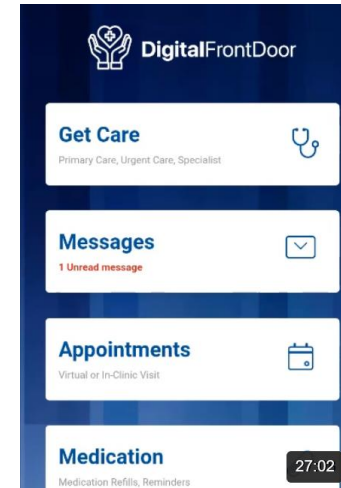 DigitalFrontDoor
Get Care
Primary Care, Urgent Care, Specialist
Messages
1 Unread message
Appointments
Virtual or In-Clinic Visit
Medication
Medication Refills, Reminders
27:02